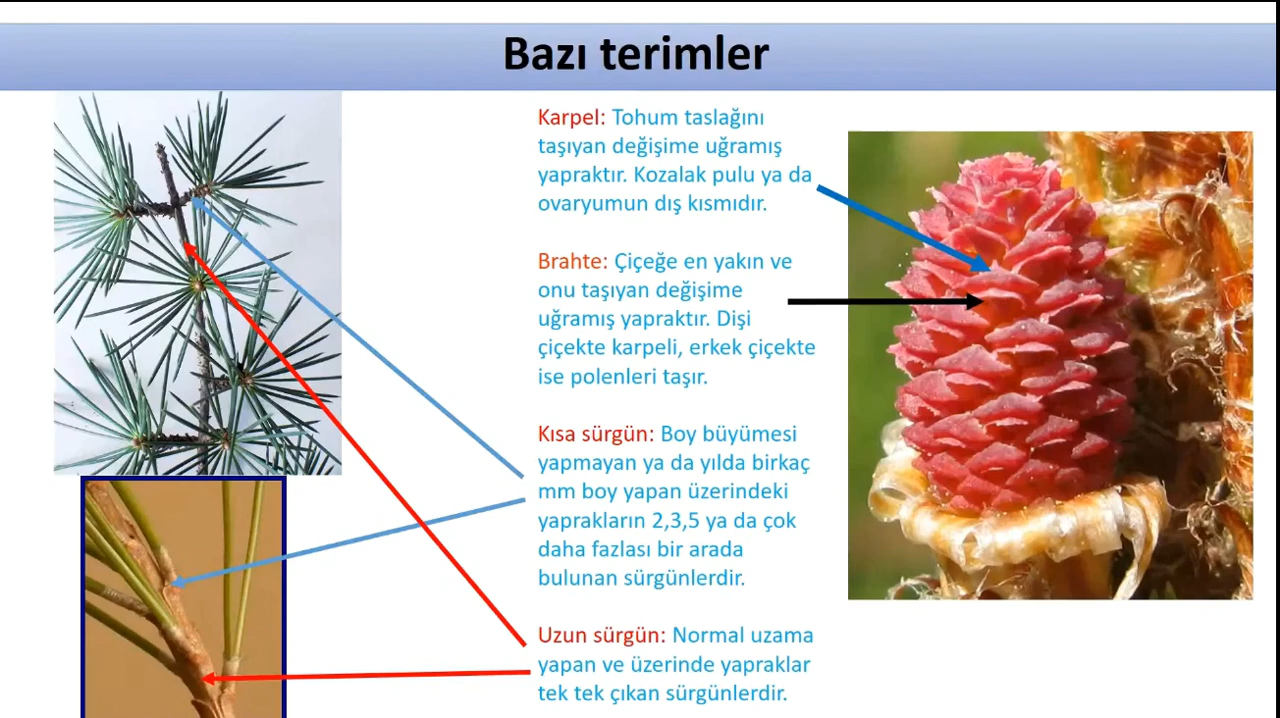 Bazı terimler
Karpel: Tohum taslağını
taşıyan değişime uğramış
yapraktır. Kozalak pulu ya da
ovaryumun dış kısmıdır.
Brahte: Çiçeğe en yakın ve
onu taşıyan değişime
uğramış yapraktır. Dişi
çiçekte karpeli, erkek çiçekte
ise polenleri taşır.
Kısa sürgün: Boy büyümesi
yapmayan ya da yılda birkaç
mm boy yapan üzerindeki
yaprakların 2,3,5 ya da çok
daha fazlası bir arada
bulunan sürgünlerdir.
Uzun sürgün: Normal uzama
yapan ve üzerinde yapraklar
tek tek çıkan sürgünlerdir.